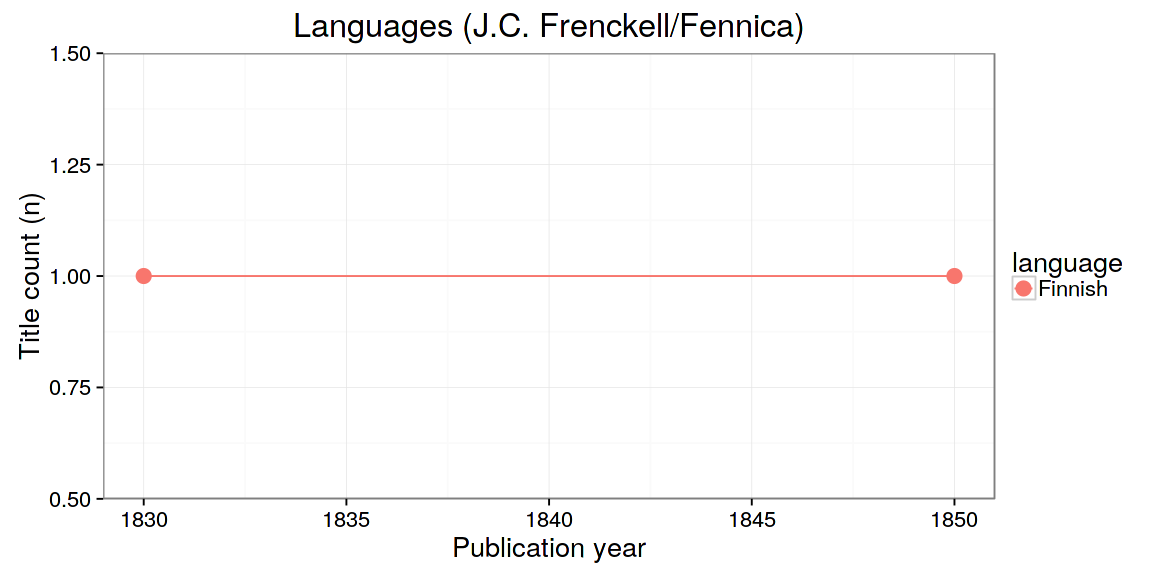 Languages (J.C. Frenckell/Fennica)
1.50
1.25
1.00
0.75
0.50
Title count (n)
1830 1835 1840 1845 1850
Publication year
language
Finnish